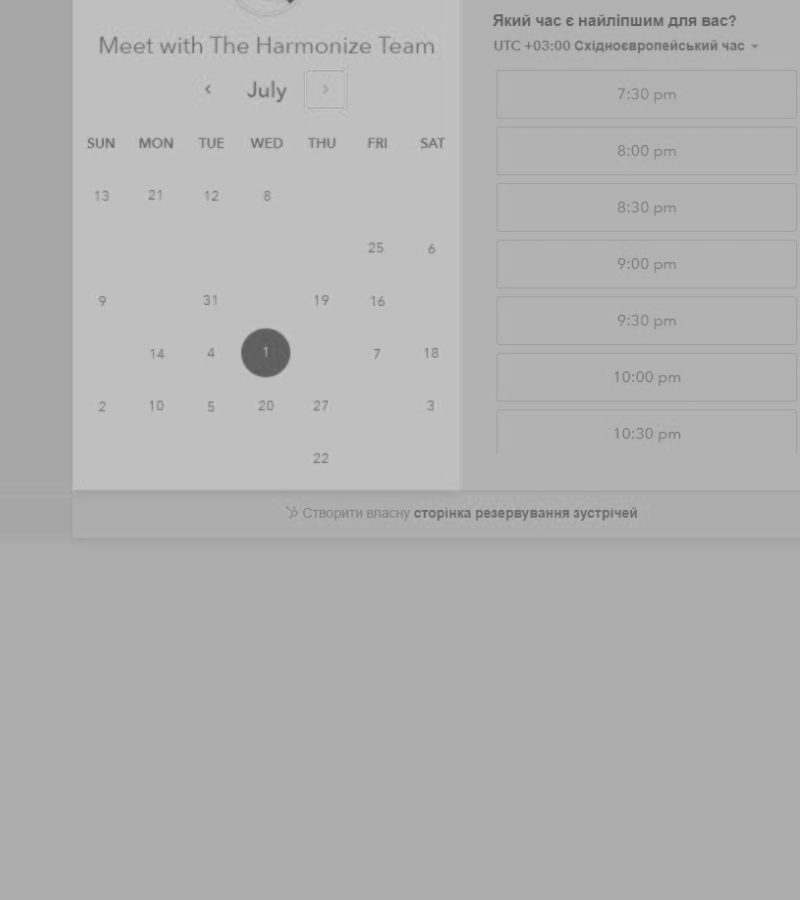 Meet with The Harmonize Team
July
SUN MON TUE WED THU FRI SAT
13 21 12 8
25 6
9 31 19 16
14 4 1 7 18
2 10 5 20 27 3
22
Який час є найліпшим для вас?
UTC +03:00 Східноєвропейський час
7:30 pm
8:00 pm
8:30 pm
9:00 pm
9:30 pm
10:00 pm
10:30 pm
Створити власну сторінка резервування зустрічей